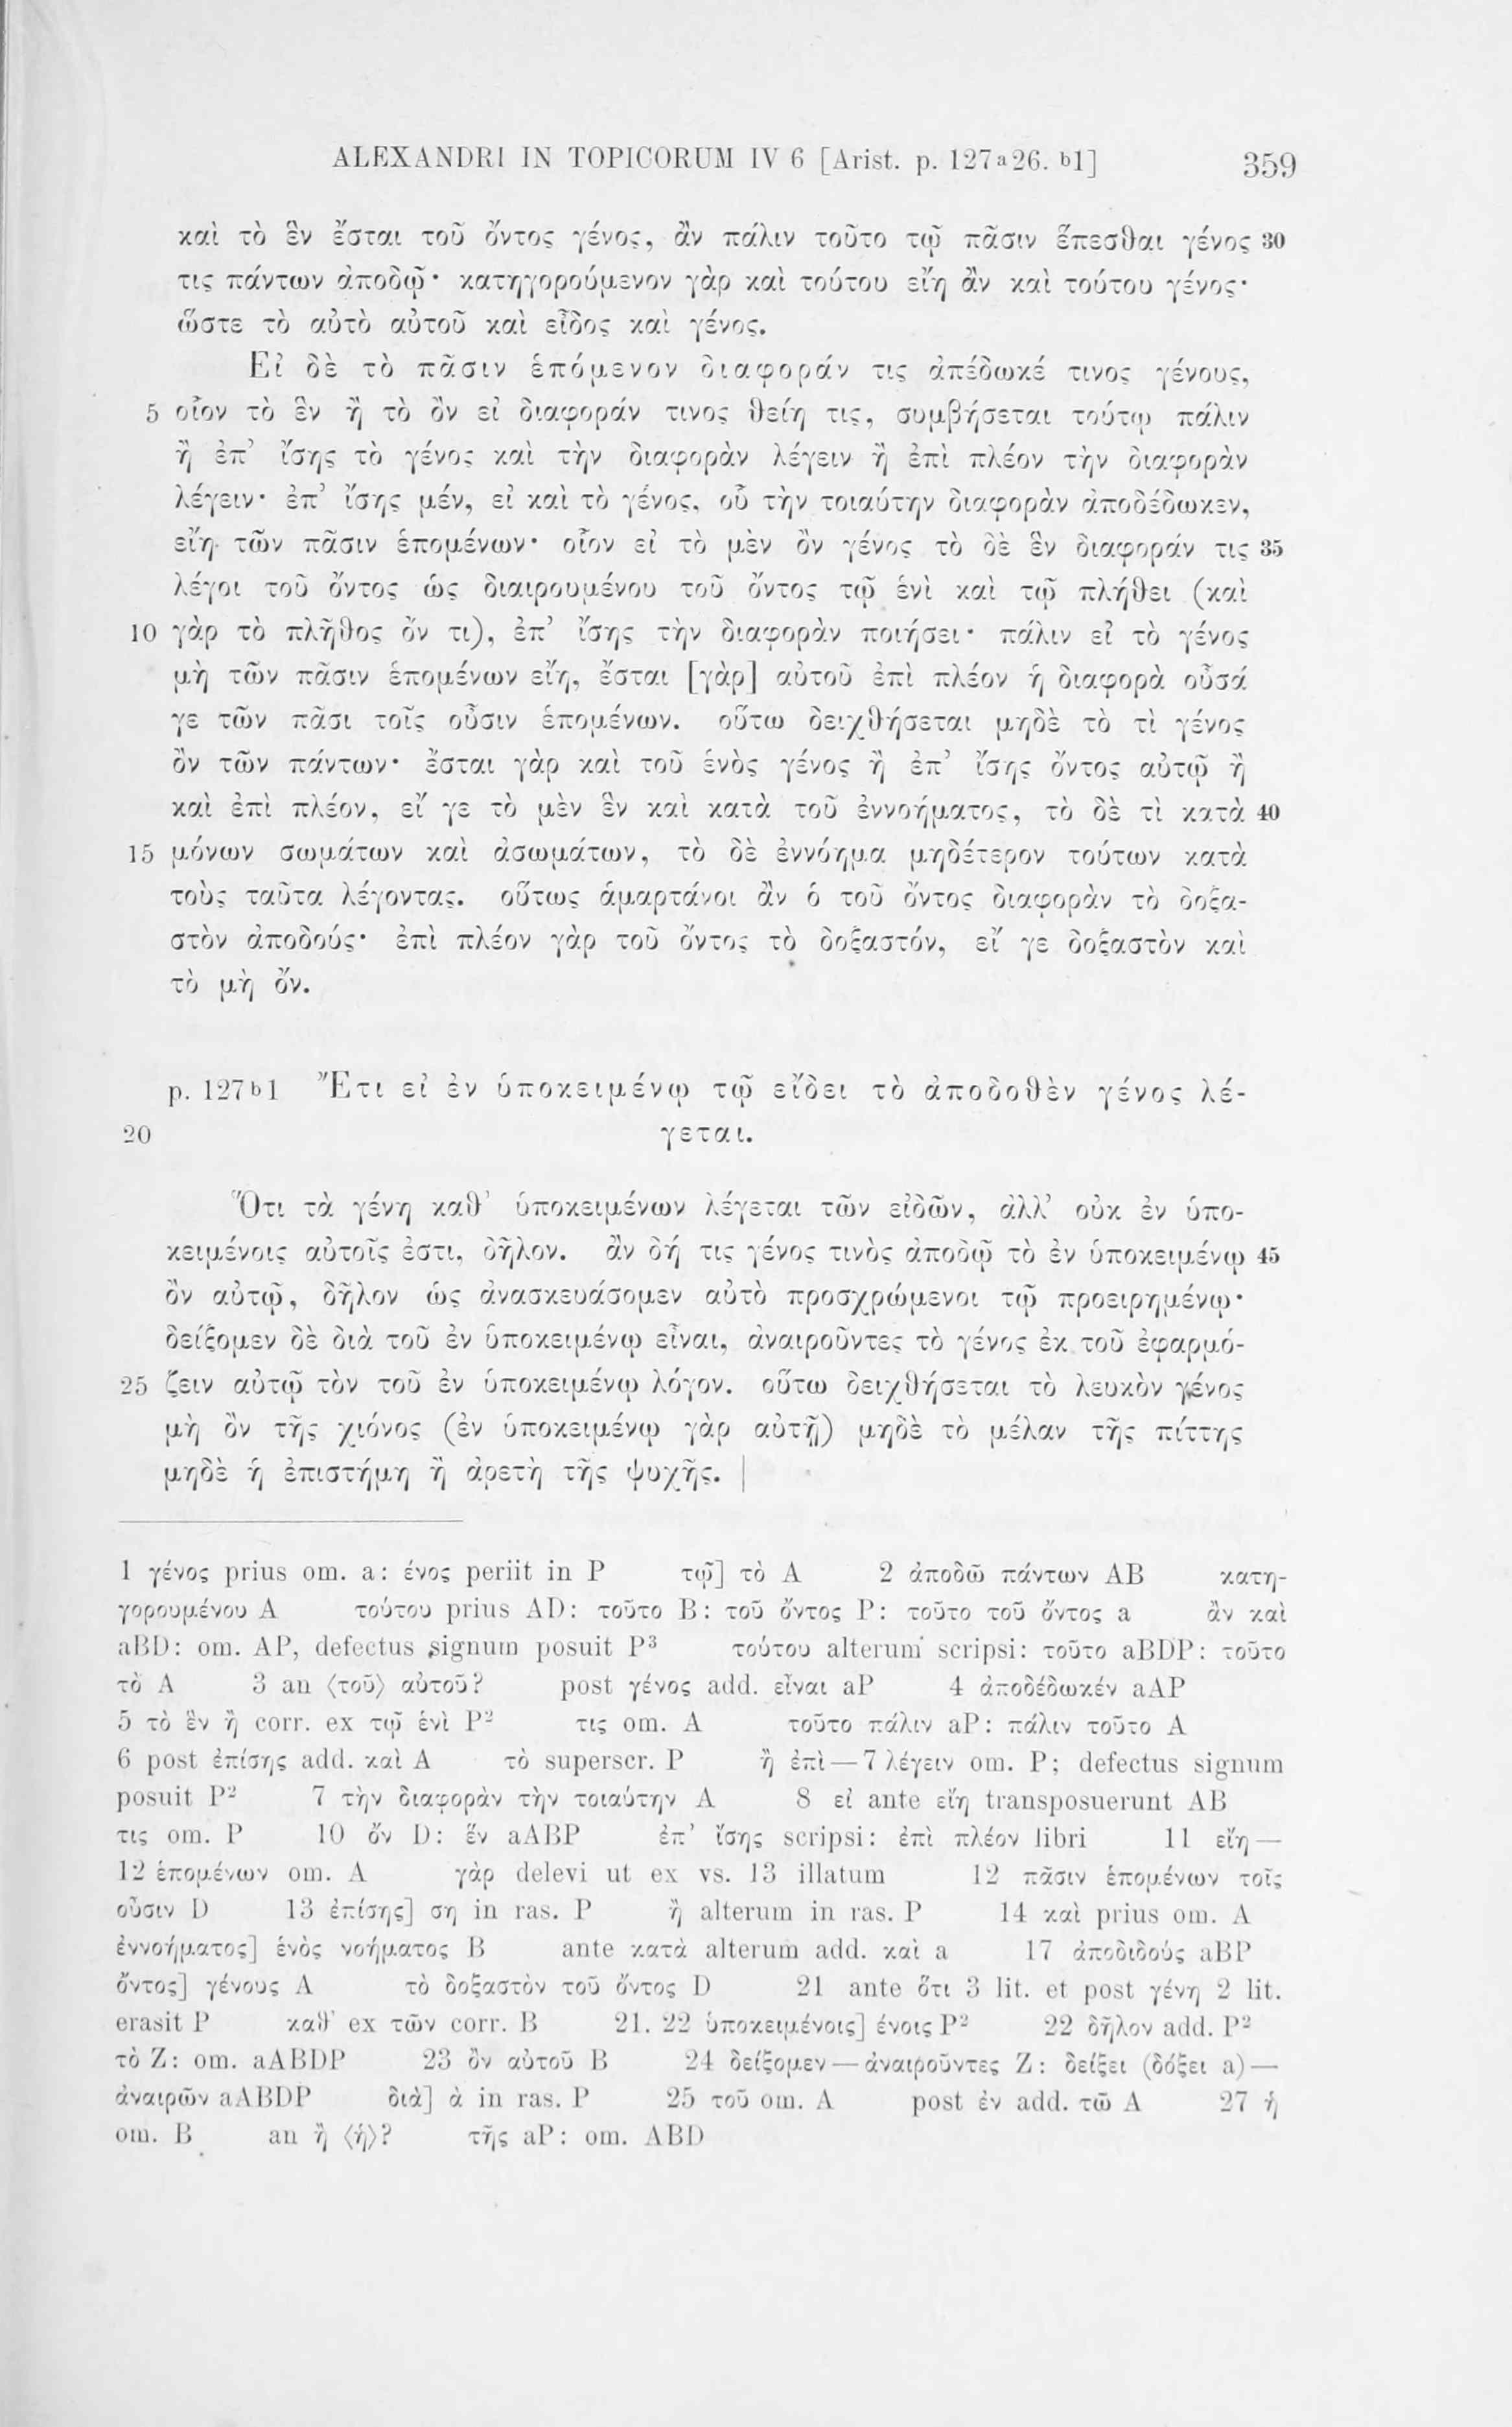 ALEXANDRI IN TOPICORUM IV 6 [Arist. p. 127a26. b1] 359
καὶ τὸ ἓν ἔσται τοῦ ὄντος γένος, ἂν πάλιν τοῦτο τῷ πᾶσιν ἕπεσθαι γένος 30
τις πάντων ἀποδῷ· κατηγορούμενον γὰρ καὶ τούτου εἴη ἂν καὶ τούτου γένος·
ὥστε τὸ αὐτὸ αὑτοῦ καὶ εἶδος καὶ γένος.
Εἰ δὲ τὸ πᾶσιν ἑπόμενον διαφοράν τις ἀπέδωκέ τινος γένους,
5 οἷον τὸ ἓν ἢ τὸ ὂν εἰ διαφοράν τινος θείη τις, συμβήσεται τούτῳ πάλιν
ἢ ἐπ’ ἴσης τὸ γένος καὶ τὴν διαφορὰν λέγειν ἢ ἐπὶ πλέον τὴν διαφορὰν
λέγειν· ἐπ’ ἴσης μέν, εἰ καὶ τὸ γένος, οὗ τὴν τοιαύτην διαφορὰν ἀποδέδωκεν,
εἴη τῶν πᾶσιν ἑπομένων· οἷον εἰ τὸ μὲν ὂν γένος τὸ δὲ ἓν διαφοράν τις 35
λέγοι τοῦ ὄντος ὡς διαιρουμένου τοῦ ὄντος τῷ ἑνὶ καὶ τῷ πλήθει (καὶ
10 γὰρ τὸ πλῆθος ὄν τι), ἐπ’ ἴσης τὴν διαφορὰν ποιήσει· πάλιν εἰ τὸ γένος
μὴ τῶν πᾶσιν ἑπομένων εἴη, ἔσται [γὰρ] αὐτοῦ ἐπὶ πλέον ἡ διαφορὰ οὖσά
γε τῶν πᾶσι τοῖς οὖσιν ἑπομένων. οὕτω δειχθήσεται μηδὲ τὸ τὶ γένος
ὂν τῶν πάντων· ἔσται γὰρ καὶ τοῦ ἑνὸς γένος ἢ ἐπ’ ἴσης ὄντος αὐτῷ ἢ
καὶ ἐπὶ πλέον, εἴ γε τὸ μὲν ἓν καὶ κατὰ τοῦ ἐννοήματος, τὸ δὲ τὶ κατὰ 40
15 μόνων σωμάτων καὶ ἀσωμάτων, τὸ δὲ ἐννόημα μηδέτερον τούτων κατὰ
τοὺς ταῦτα λέγοντας. οὕτως ἁμαρτάνοι ἂν ὁ τοῦ ὄντος διαφορὰν τὸ δοξα-
στὸν ἀποδούς· ἐπὶ πλέον γὰρ τοῦ ὄντος τὸ δοξαστόν, εἴ γε δοξαστὸν καὶ
τὸ μὴ ὄν.
p. 127b1 Ἔτι εἰ ἐν ὑποκειμένῳ τῷ εἴδει τὸ ἀποδοθὲν γένος λέ-
20 γεται.
Ὅτι τὰ γένη καθ’ ὑποκειμένων λέγεται τῶν εἰδῶν, ἀλλ’ οὐκ ἐν ὑπο-
κειμένοις αὐτοῖς ἐστι, δῆλον. ἂν δή τις γένος τινὸς ἀποδῷ τὸ ἐν ὑποκειμένῳ 45
ὂν αὐτῷ, δῆλον ὡς ἀνασκευάσομεν αὐτὸ προσχρώμενοι τῷ προειρημένῳ·
δείξομεν δὲ διὰ τοῦ ἐν ὑποκειμένῳ εἶναι, ἀναιροῦντες τὸ γένος ἐκ τοῦ ἐφαρμό-
25 ζειν αὐτῷ τὸν τοῦ ἐν ὑποκειμένῳ λόγον. οὕτω δειχθήσεται τὸ λευκὸν γένος
μὴ ὂν τῆς χιόνος (ἐν ὑποκειμένῳ γὰρ αὐτῇ) μηδὲ τὸ μέλαν τῆς πίττης
μηδὲ ἡ ἐπιστήμη ἢ ἀρετὴ τῆς ψυχῆς. |
1 γένος prius om. a: ένος periit in P τῷ] τὸ A 2 ἀποδῶ πάντων AB κατη-
γορουμένου A τούτου prius AD: τοῦτο B: τοῦ ὄντος P: τοῦτο τοῦ ὄντος a ἂν καὶ
aBD: om. AP, defectus signum posuit P3 τούτου alterum scripsi: τοῦτο aBDP: τοῦτο
τὸ A 3 an ⟨τοῦ⟩ αὐτοῦ? post γένος add. εἶναι aP 4 ἀποδέδωκέν aAP
5 τὸ ἓν ἢ corr. ex τῷ ἑνὶ P2 τις om. A τοῦτο πάλιν aP: πάλιν τοῦτο A
6 post ἐπίσης add. καὶ A τὸ superscr. P ἢ ἐπὶ—7 λέγειν om. P; defectus signum
posuit P2 7 τὴν διαφορὰν τὴν τοιαύτην A 8 εἰ ante εἴη transposuerunt AB
τις om. P 10 ὄν D: ἕν aABP ἐπ’ ἴσης scripsi: ἐπὶ πλέον libri 11 εἴη—
12 ἑπομένων om. A γὰρ delevi ut ex vs. 13 illatum 12 πᾶσιν ἑπομένων τοῖς
οὖσιν D 13 ἐπίσης] ση in ras. P ἢ alterum in ras. P 14 καὶ prius om. A
ἐννοήματος] ἑνὸς νοήματος B ante κατὰ alterum add. καὶ a 17 ἀποδιδούς aBP
ὄντος] γένους A τὸ δοξαστὸν τοῦ ὄντος D 21 ante ὅτι 3 lit. et post γένη 2 lit.
erasit P καθ’ ex τῶν corr. B 21. 22 ὑποκειμένοις] ένοις P2 22 δῆλον add. P2
τὸ Z: om. aABDP 23 ὂν αὐτοῦ B 24 δείξομεν—ἀναιροῦντες Z: δείξει (δόξει a)—
ἀναιρῶν aABDP διὰ] ὰ in ras. P 25 τοῦ om. A post ἐν add. τῶ A 27 ἡ
om. B an ἢ ⟨ἡ⟩? τῆς aP: om. ABD